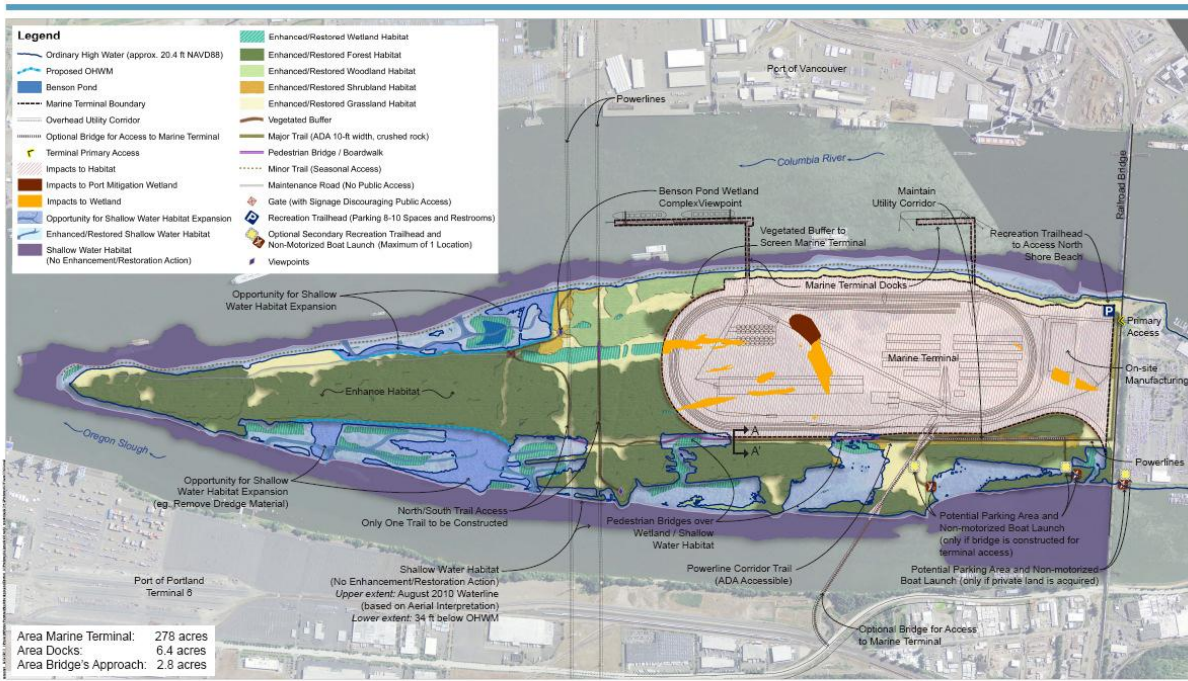 Legend
Ordinary High Water (approx. 20.4 ft NAVD88)
Proposed OHWM
Benson Pond
Marine Terminal Boundary
Overhead Utility Corridor
Optional Bridge for Access to Marine Terminal
Terminal Primary Access
Impacts to Habitat
Impacts to Port Mitigation Wetland
Impacts to Wetland
Opportunity for Shallow Water Habitat Expansion
Enhanced/Restored Shallow Water Habitat
Shallow Water Habitat
(No Enhancement/Restoration Action)
Enhanced/Restored Wetland Habitat
Enhanced/Restored Forest Habitat
Enhanced/Restored Woodland Habitat
Enhanced/Restored Shrubland Habitat
Enhanced/Restored Grassland Habitat
Vegetated Buffer
Major Trail (ADA 10-ft width, crushed rock)
Pedestrian Bridge / Boardwalk
Minor Trail (Seasonal Access)
Maintenance Road (No Public Access)
Gate (with Signage Discouraging Public Access)
P
Recreation Trailhead (Parking 8-10 Spaces and Restrooms)
Optional Secondary Recreation Trailhead and
Non-Motorized Boat Launch (Maximum of 1 Location)
Viewpoints
Port of Vancouver
Powerlines
Columbia River
Railroad Bridge
Benson Pond Wetland
ComplexViewpoint
Maintain
Utility Corridor
Vegetated Buffer to
Screen Marine Terminal
Recreation Trailhead
to Access North
Shore Beach
Marine Terminal Docks
Opportunity for Shallow
Water Habitat Expansion
P
Primary
Access
Marine Terminal
On-site
Manufacturing
Enhance Habitat
Oregon Slough
A
A'
Powerlines
Opportunity for Shallow
Water Habitat Expansion
(eg. Remove Dredge Material)
North/South Trail Access
Only One Trail to be Constructed
Pedestrian Bridges over
Wetland / Shallow
Water Habitat
Potential Parking Area and
Non-motorized Boat Launch
(only if bridge is constructed for
terminal access)
Shallow Water Habitat
(No Enhancement/Restoration Action)
Upper extent: August 2010 Waterline
(based on Aerial Interpretation)
Lower extent: 34 ft below OHWM
Powerline Corridor Trail
(ADA Accessible)
Potential Parking Area and Non-motorized
Boat Launch (only if private land is acquired)
Port of Portland
Terminal 6
Optional Bridge for Access
to Marine Terminal
Area Marine Terminal: 278 acres
Area Docks: 6.4 acres
Area Bridge's Approach: 2.8 acres